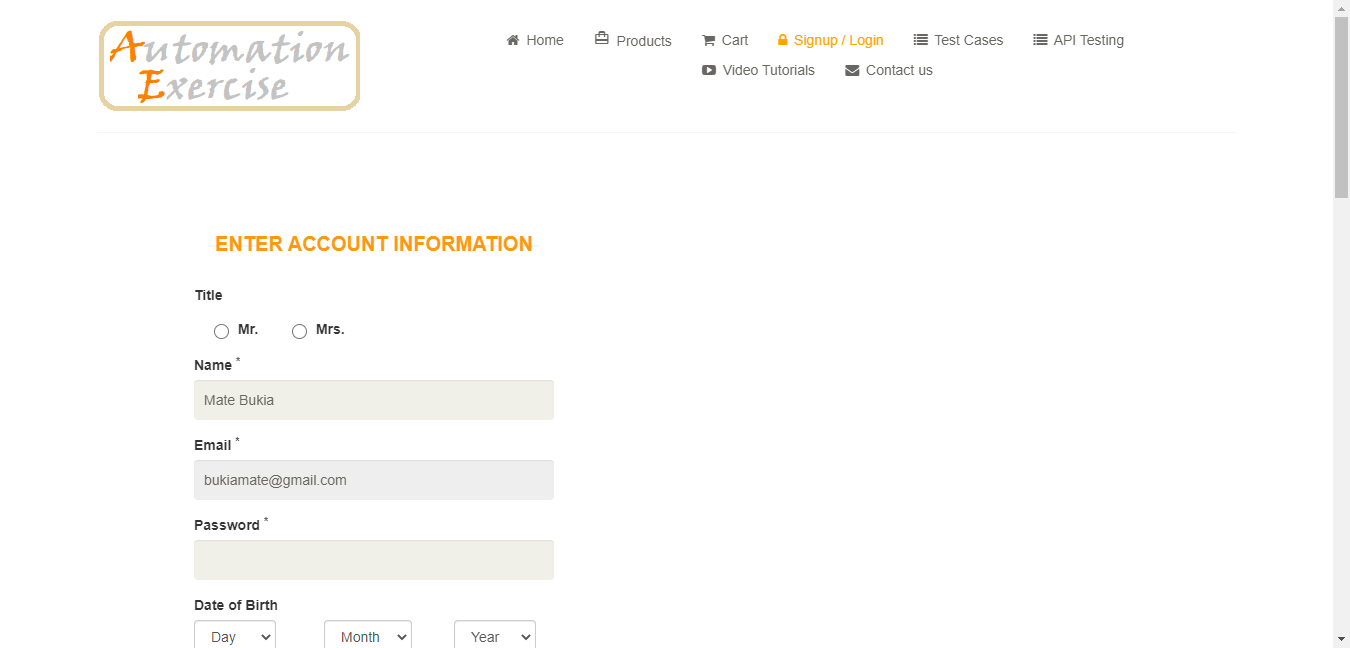 Automation
Exercise
Home Products Cart Signup / Login Test Cases API Testing
Video Tutorials Contact us
ENTER ACCOUNT INFORMATION
Title
Mr. Mrs.
Name *
Mate Bukia
Email *
bukiamate@gmail.com
Password *
Date of Birth
Day Month Year